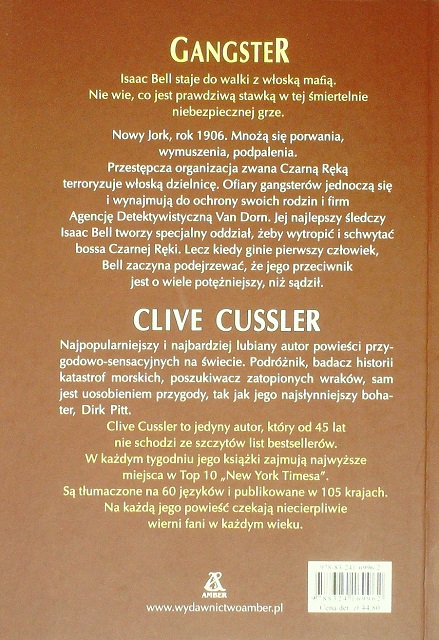 GANGSTER
Isaac Bell staje do walki z włoską mafią.
Nie wie, co jest prawdziwą stawką w tej śmiertelnie
niebezpiecznej grze.
Nowy Jork, rok 1906. Mnożą się porwania,
wymuszenia, podpalenia.
Przestępcza organizacja zwana Czarną Ręką
terroryzuje włoską dzielnicę. Ofiary gangsterów jednoczą się
i wynajmują do ochrony swoich rodzin i firm
Agencję Detektywistyczną Van Dorn. Jej najlepszy śledczy
Isaac Bell tworzy specjalny oddział, żeby wytropić i schwytać
bossa Czarnej Ręki. Lecz kiedy ginie pierwszy człowiek,
Bell zaczyna podejrzewać, że jego przeciwnik
jest o wiele potężniejszy, niż sądził.
CLIVE CUSSLER
Najpopularniejszy i najbardziej lubiany autor powieści przy-
godowo-sensacyjnych na świecie. Podróżnik, badacz historii
katastrof morskich, poszukiwacz zatopionych wraków, sam
jest uosobieniem przygody, tak jak jego najsłynniejszy boha-
ter, Dirk Pitt.
Clive Cussler to jedyny autor, który od 45 lat
nie schodzi ze szczytów list bestsellerów.
W każdym tygodniu jego książki zajmują najwyższe
miejsca w Top 10 „New York Timesa".
Są tłumaczone na 60 języków i publikowane w 105 krajach.
Na każdą jego powieść czekają niecierpliwie
wierni fani w każdym wieku.
AMBER
www.wydawnictwoamber.pl
Cena det. zł 44,80